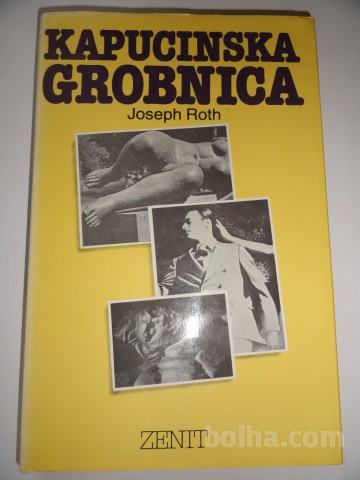 KAPUCINSKA
GROBNICA
Joseph Roth
ZENIT
bolha.com